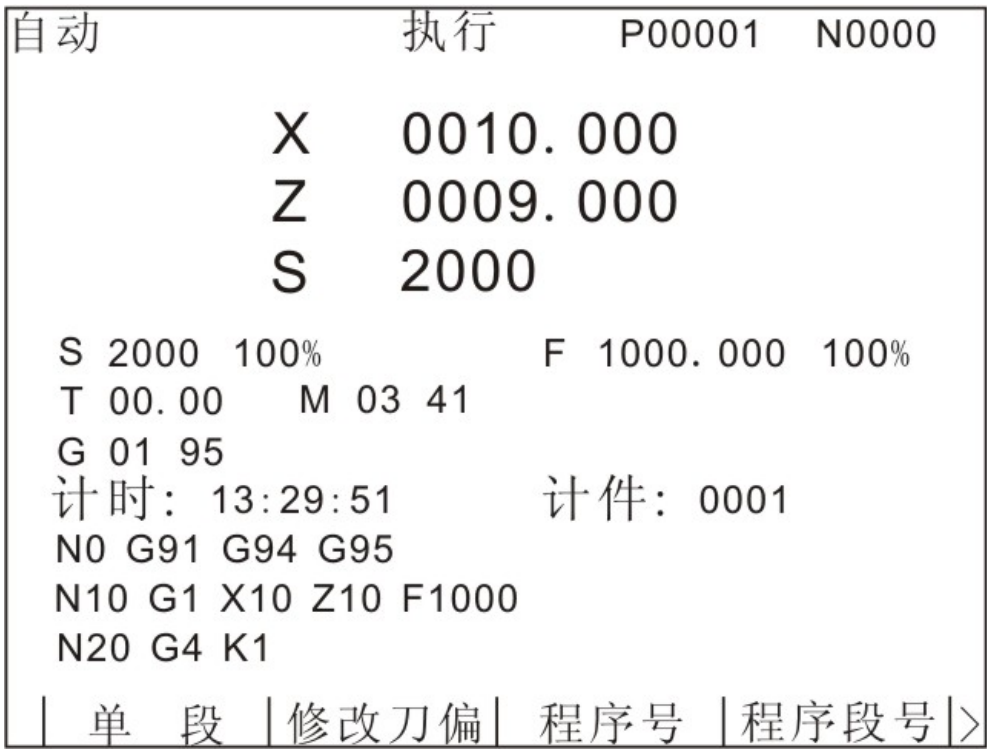 自动 执行 P00001 N0000
X 0010.000
Z 0009.000
S 2000
S 2000 100% F 1000.000 100%
T 00.00 M 03 41
G 01 95
计时: 13:29:51 计件: 0001
N0 G91 G94 G95
N10 G1 X10 Z10 F1000
N20 G4 K1
单 段 修改刀偏 程序号 程序段号 >